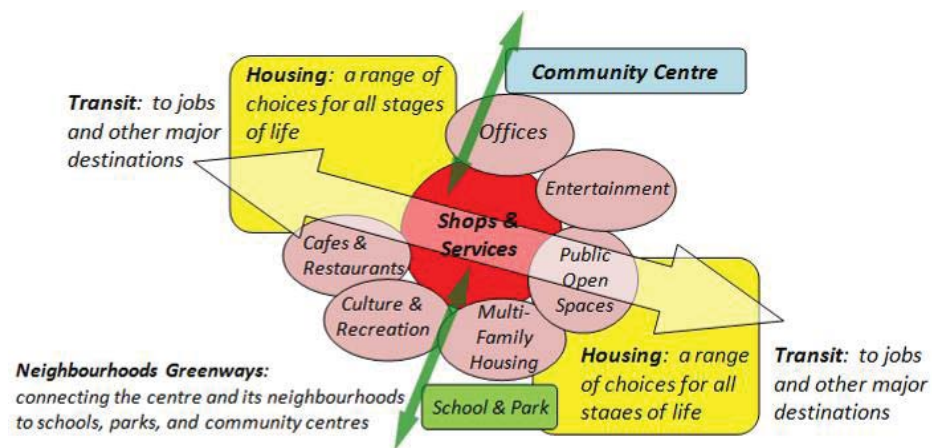 Community Centre
Housing: a range of
choices for all stages
of life
Transit: to jobs
and other major
destinations
Offices
Entertainment
Shops &
Services
Cafes &
Restaurants
Public
Open
Spaces
Culture &
Recreation
Multi-
Family
Housing
Housing: a range
of choices for all
stages of life
Transit: to jobs
and other major
destinations
Neighbourhoods Greenways:
connecting the centre and its neighbourhoods
to schools, parks, and community centres
School & Park